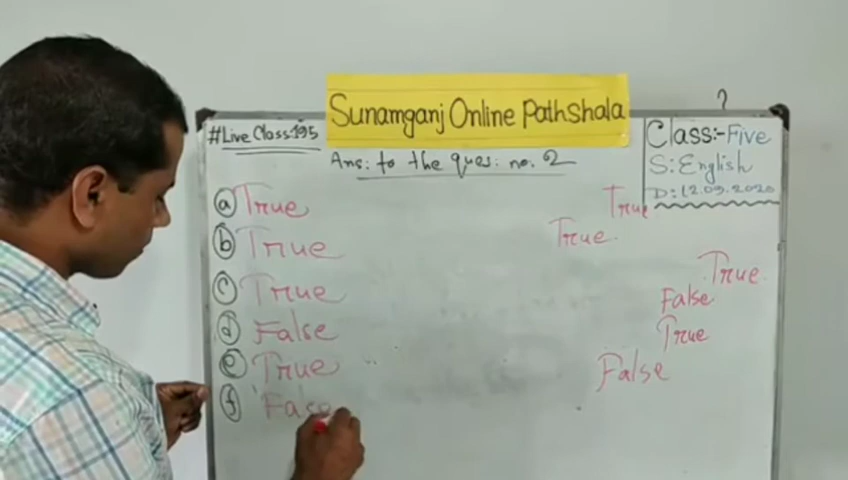 Sunamganj Online Pathshala
#Live Class:195
Ans: to the ques: no. 2
Class:- Five
S: English
D: 12.09.2020
a True
b True
c True
d False
e True
f False
True
True.
True.
False
True
False